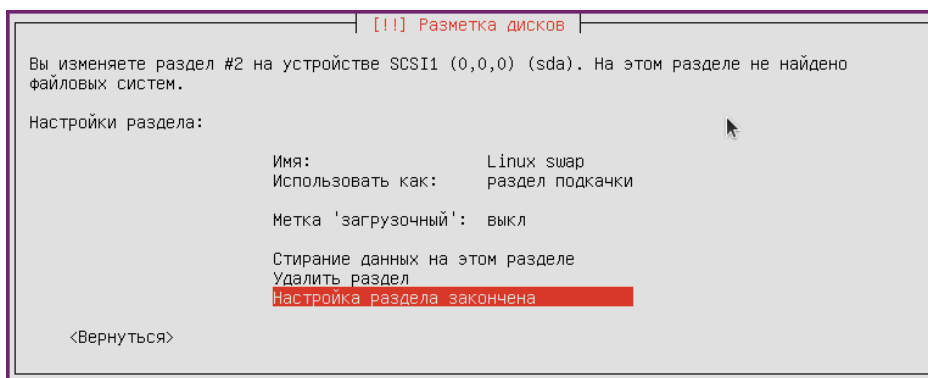 [!!] Разметка дисков
Вы изменяете раздел #2 на устройстве SCSI1 (0,0,0) (sda). На этом разделе не найдено
файловых систем.
Настройки раздела:
Имя: Linux swap
Использовать как: раздел подкачки
Метка 'загрузочный': выкл
Стирание данных на этом разделе
Удалить раздел
Настройка раздела закончена
<Вернуться>